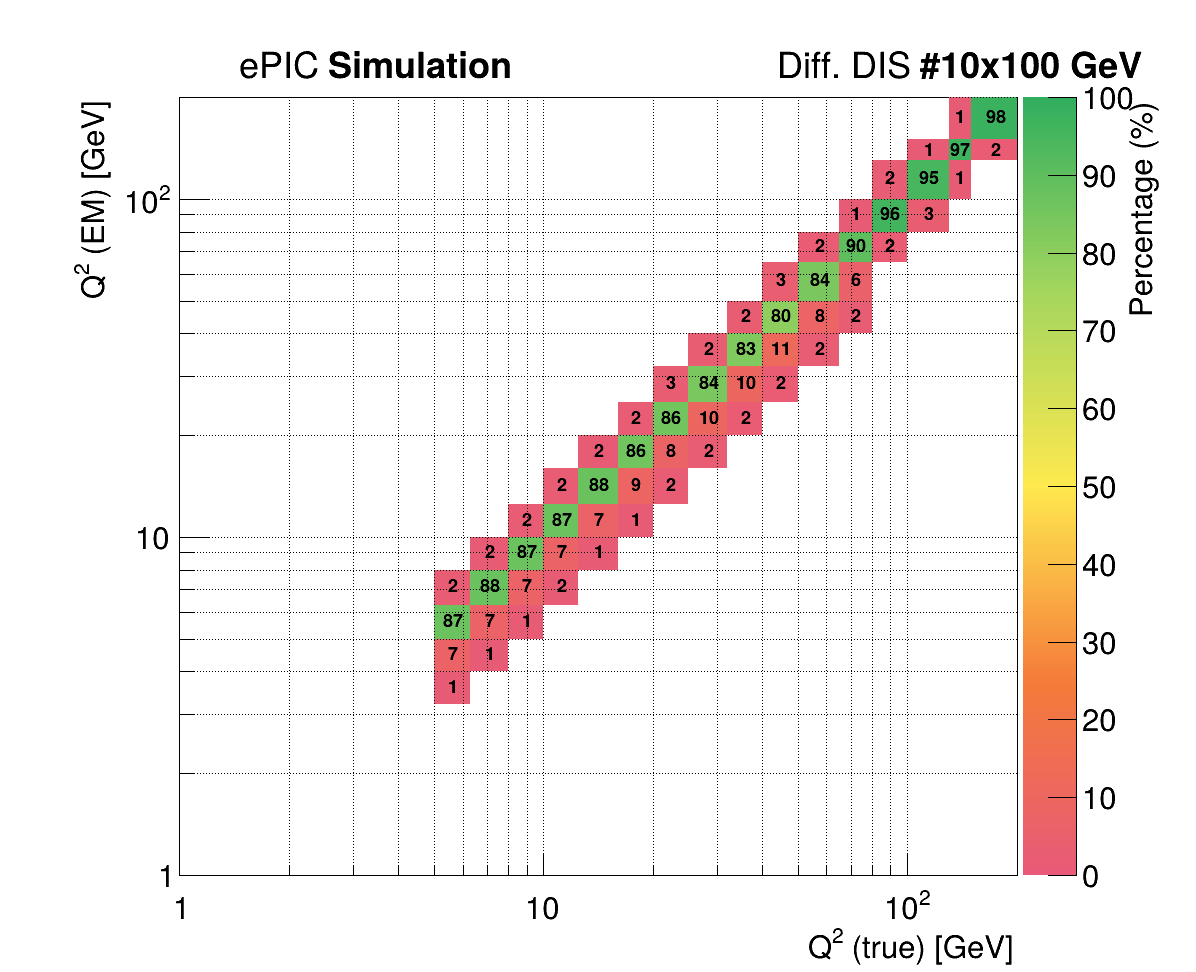 ePIC Simulation
Diff. DIS #10x100 GeV
Q² (EM) [GeV]
Percentage (%)
100
1 98
1 97 2
90
2 95 1
10²
1 96 3
2 90 2
80
3 84 6
2 80 8 2
70
2 83 11 2
3 84 10 2
60
2 86 10 2
2 86 8 2
50
2 88 9 2
2 87 7 1
10
40
2 87 7 1
2 88 7 2
30
87 7 1
7 1
1
20
10
1
0
1 10 10²
Q² (true) [GeV]